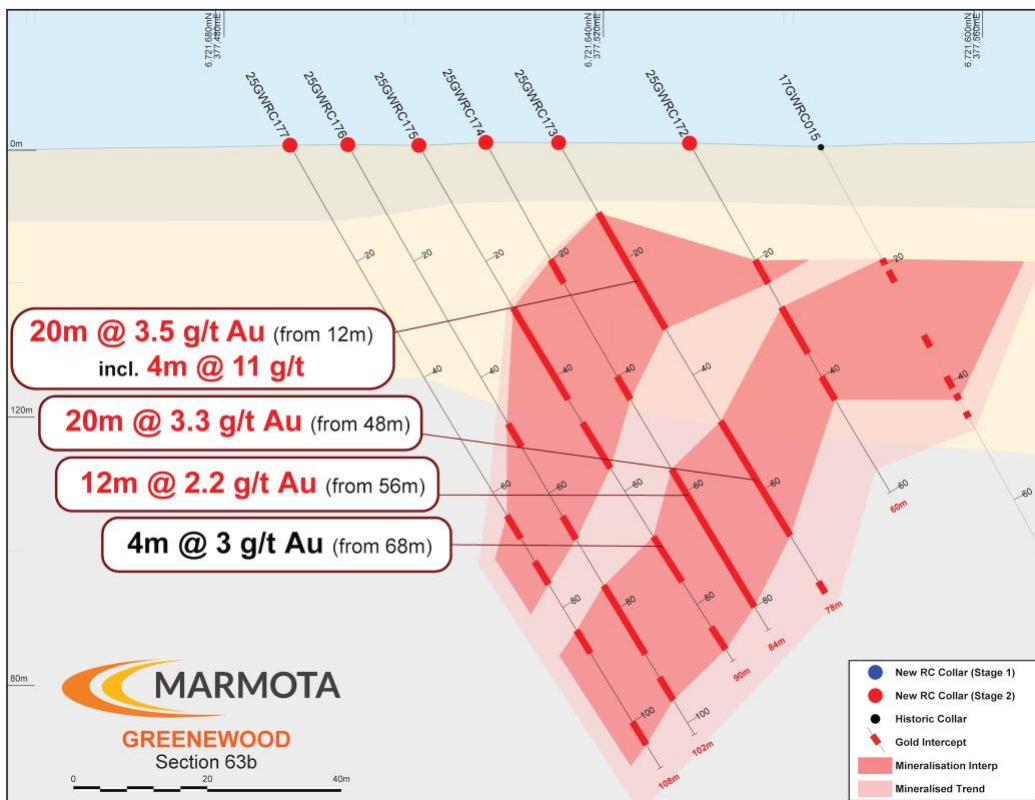 6,721,680mN
377,480mE
6,721,640mN
377,520mE
6,721,600mN
377,560mE
25GWRC177
25GWRC176
25GWRC175
25GWRC174
25GWRC173
25GWRC172
17GWRC015
0m
20
20
20
20
20
20m @ 3.5 g/t Au (from 12m)
incl. 4m @ 11 g/t
40
40
40
40
40
40
40
120m
20m @ 3.3 g/t Au (from 48m)
12m @ 2.2 g/t Au (from 56m)
60
60
60
60
60
60
60
60m
4m @ 3 g/t Au (from 68m)
80
80
80
78m
84m
90m
80m
100
100
102m
108m
MARMOTA
GREENEWOOD
Section 63b
0 20 40m
New RC Collar (Stage 1)
New RC Collar (Stage 2)
Historic Collar
Gold Intercept
Mineralisation Interp
Mineralised Trend